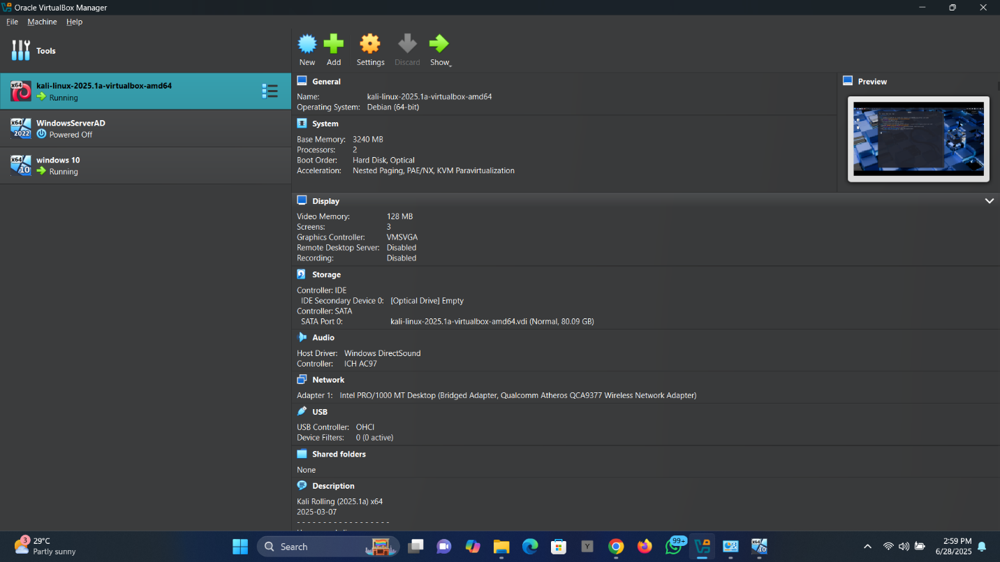 Oracle VirtualBox Manager
File Machine Help
Tools
x64
kali-linux-2025.1a-virtualbox-amd64
Running
x64
2022
WindowsServerAD
Powered Off
x64
10
windows 10
Running
New Add Settings Discard Show
General
Name: kali-linux-2025.1a-virtualbox-amd64
Operating System: Debian (64-bit)
System
Base Memory: 3240 MB
Processors: 2
Boot Order: Hard Disk, Optical
Acceleration: Nested Paging, PAE/NX, KVM Paravirtualization
Preview
Display
Video Memory: 128 MB
Screens: 3
Graphics Controller: VMSVGA
Remote Desktop Server: Disabled
Recording: Disabled
Storage
Controller: IDE
IDE Secondary Device 0: [Optical Drive] Empty
Controller: SATA
SATA Port 0: kali-linux-2025.1a-virtualbox-amd64.vdi (Normal, 80.09 GB)
Audio
Host Driver: Windows DirectSound
Controller: ICH AC97
Network
Adapter 1: Intel PRO/1000 MT Desktop (Bridged Adapter, Qualcomm Atheros QCA9377 Wireless Network Adapter)
USB
USB Controller: OHCI
Device Filters: 0 (0 active)
Shared folders
None
Description
Kali Rolling (2025.1a) x64
2025-03-07
- - - - - - - - - - - - - - - - - -
3
29°C
Partly sunny
Search
Y
99+
x64
10
2:59 PM
6/28/2025